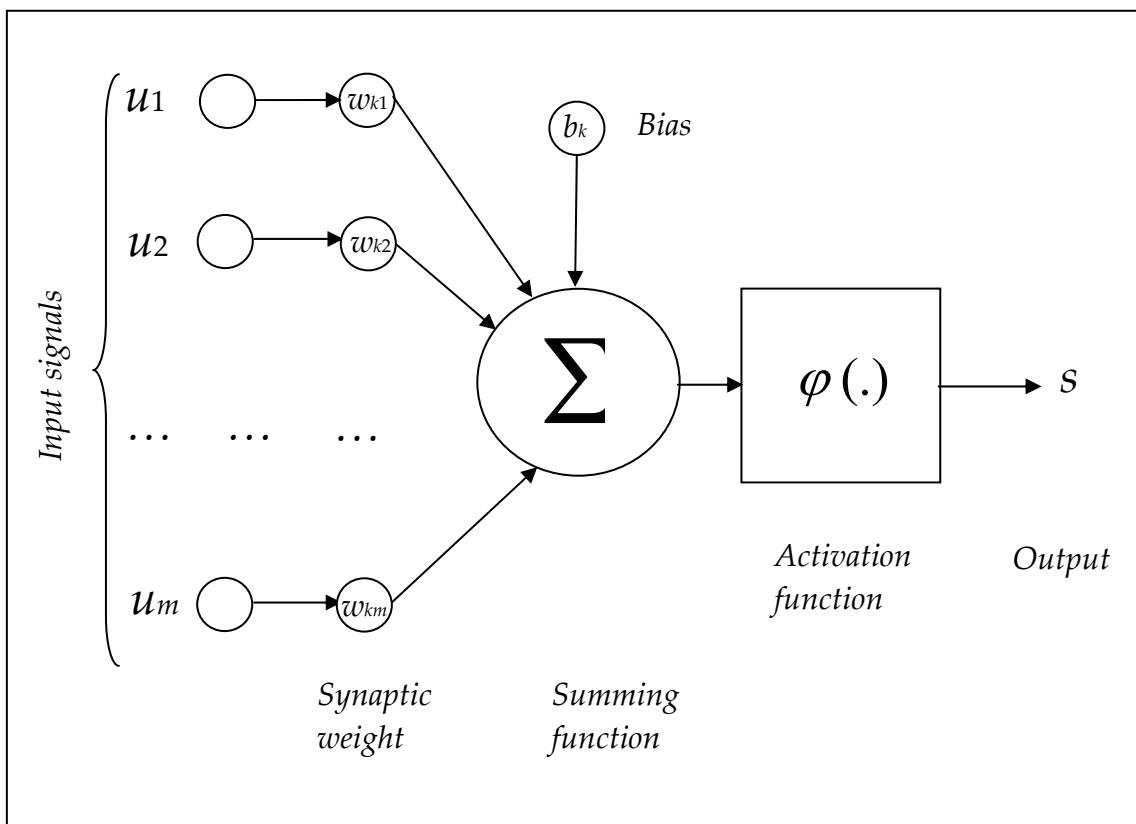 u1
wk1
bk
Bias
u2
wk2
Input signals
Σ
φ (.)
s
... ... ...
um
wkm
Activation
function
Output
Synaptic
weight
Summing
function